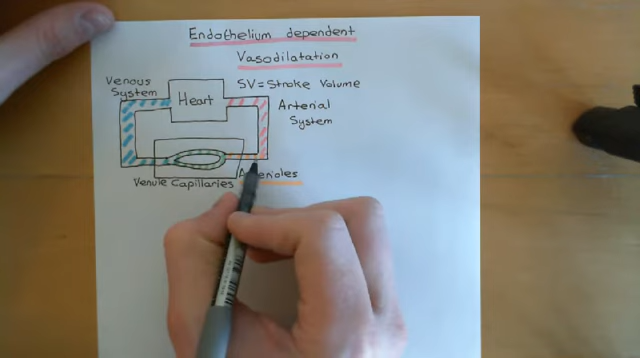 Endothelium dependent
Vasodilatation
Venous
System
Heart
SV = Stroke Volume
Arterial
System
Venule Capillaries
Arterioles